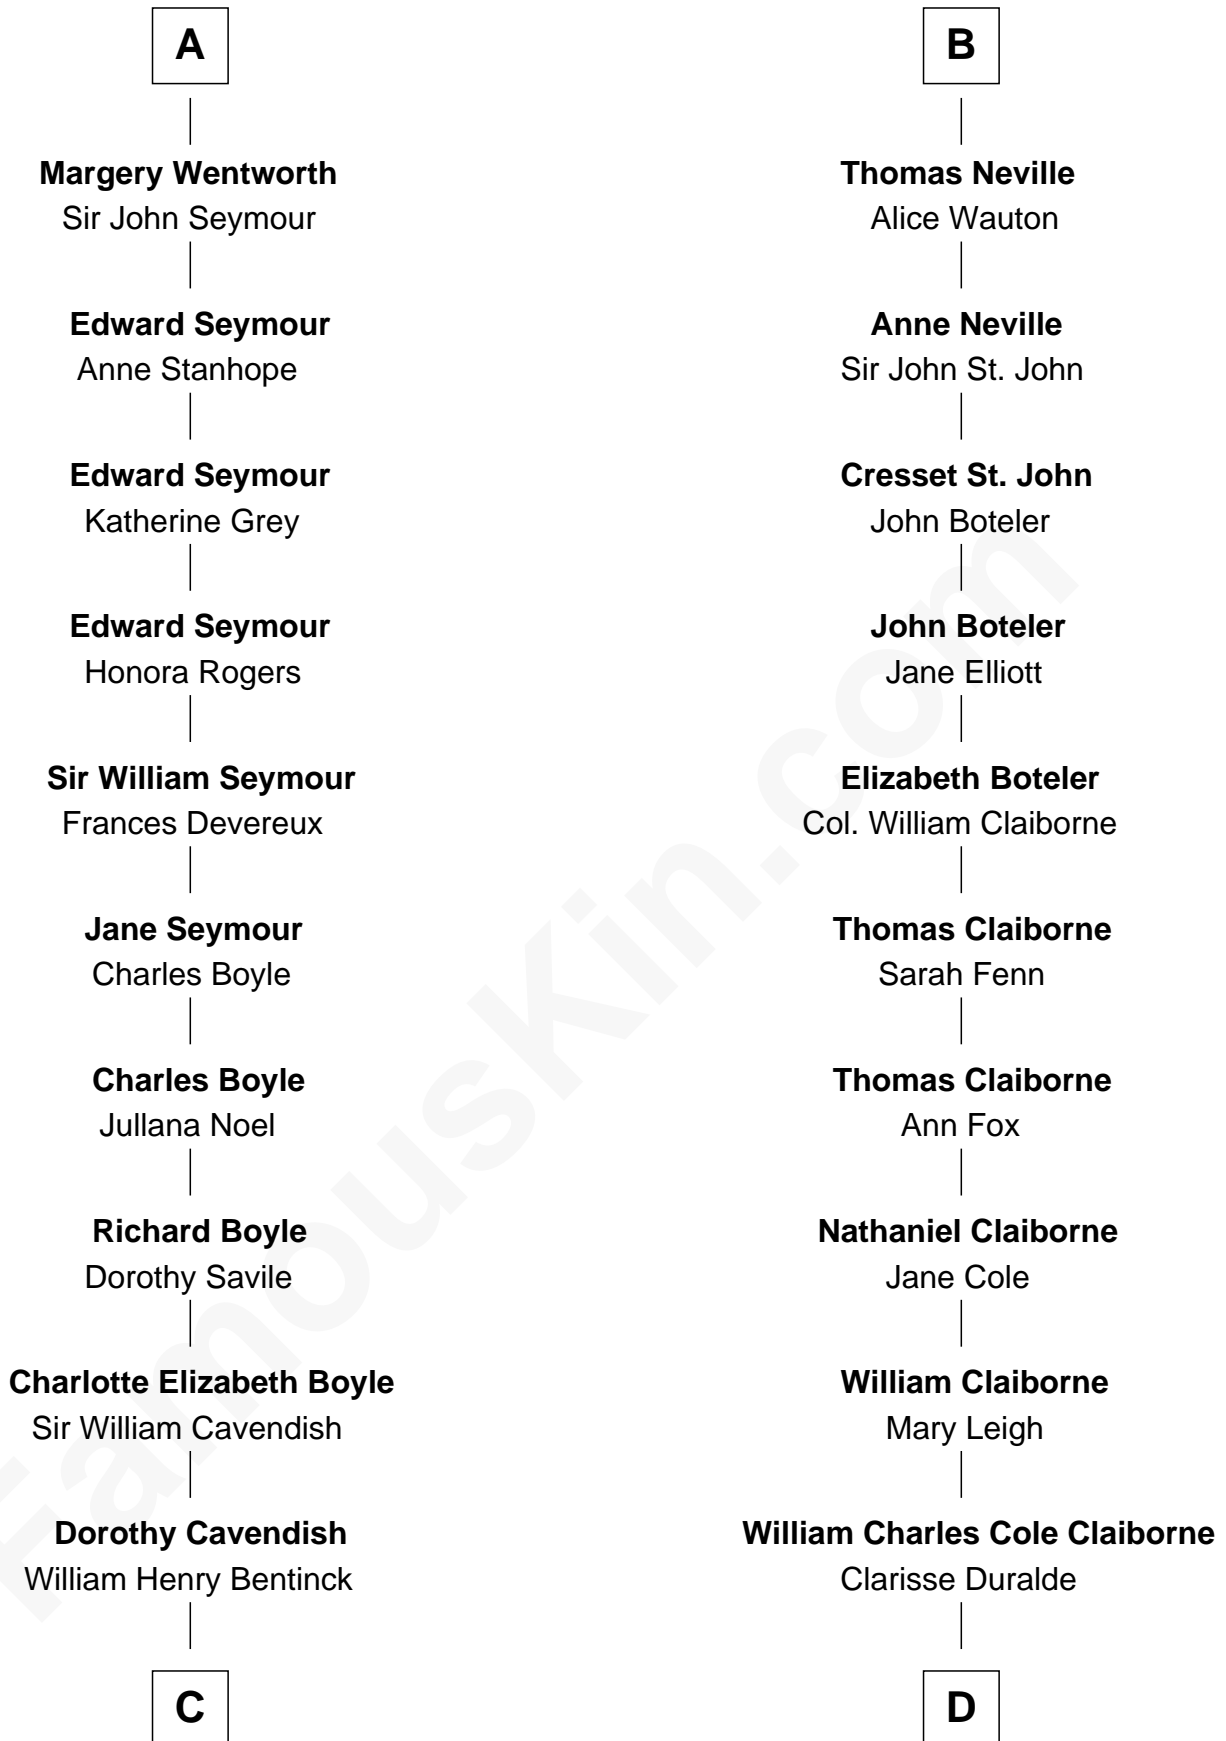 A
Margery Wentworth
Sir John Seymour
Edward Seymour
Anne Stanhope
Edward Seymour
Katherine Grey
Edward Seymour
Honora Rogers
Sir William Seymour
Frances Devereux
Jane Seymour
Charles Boyle
Charles Boyle
Jullana Noel
Richard Boyle
Dorothy Savile
Charlotte Elizabeth Boyle
Sir William Cavendish
Dorothy Cavendish
William Henry Bentinck
C
B
Thomas Neville
Alice Wauton
Anne Neville
Sir John St. John
Cresset St. John
John Boteler
John Boteler
Jane Elliott
Elizabeth Boteler
Col. William Claiborne
Thomas Claiborne
Sarah Fenn
Thomas Claiborne
Ann Fox
Nathaniel Claiborne
Jane Cole
William Claiborne
Mary Leigh
William Charles Cole Claiborne
Clarisse Duralde
D
FamousKin.com